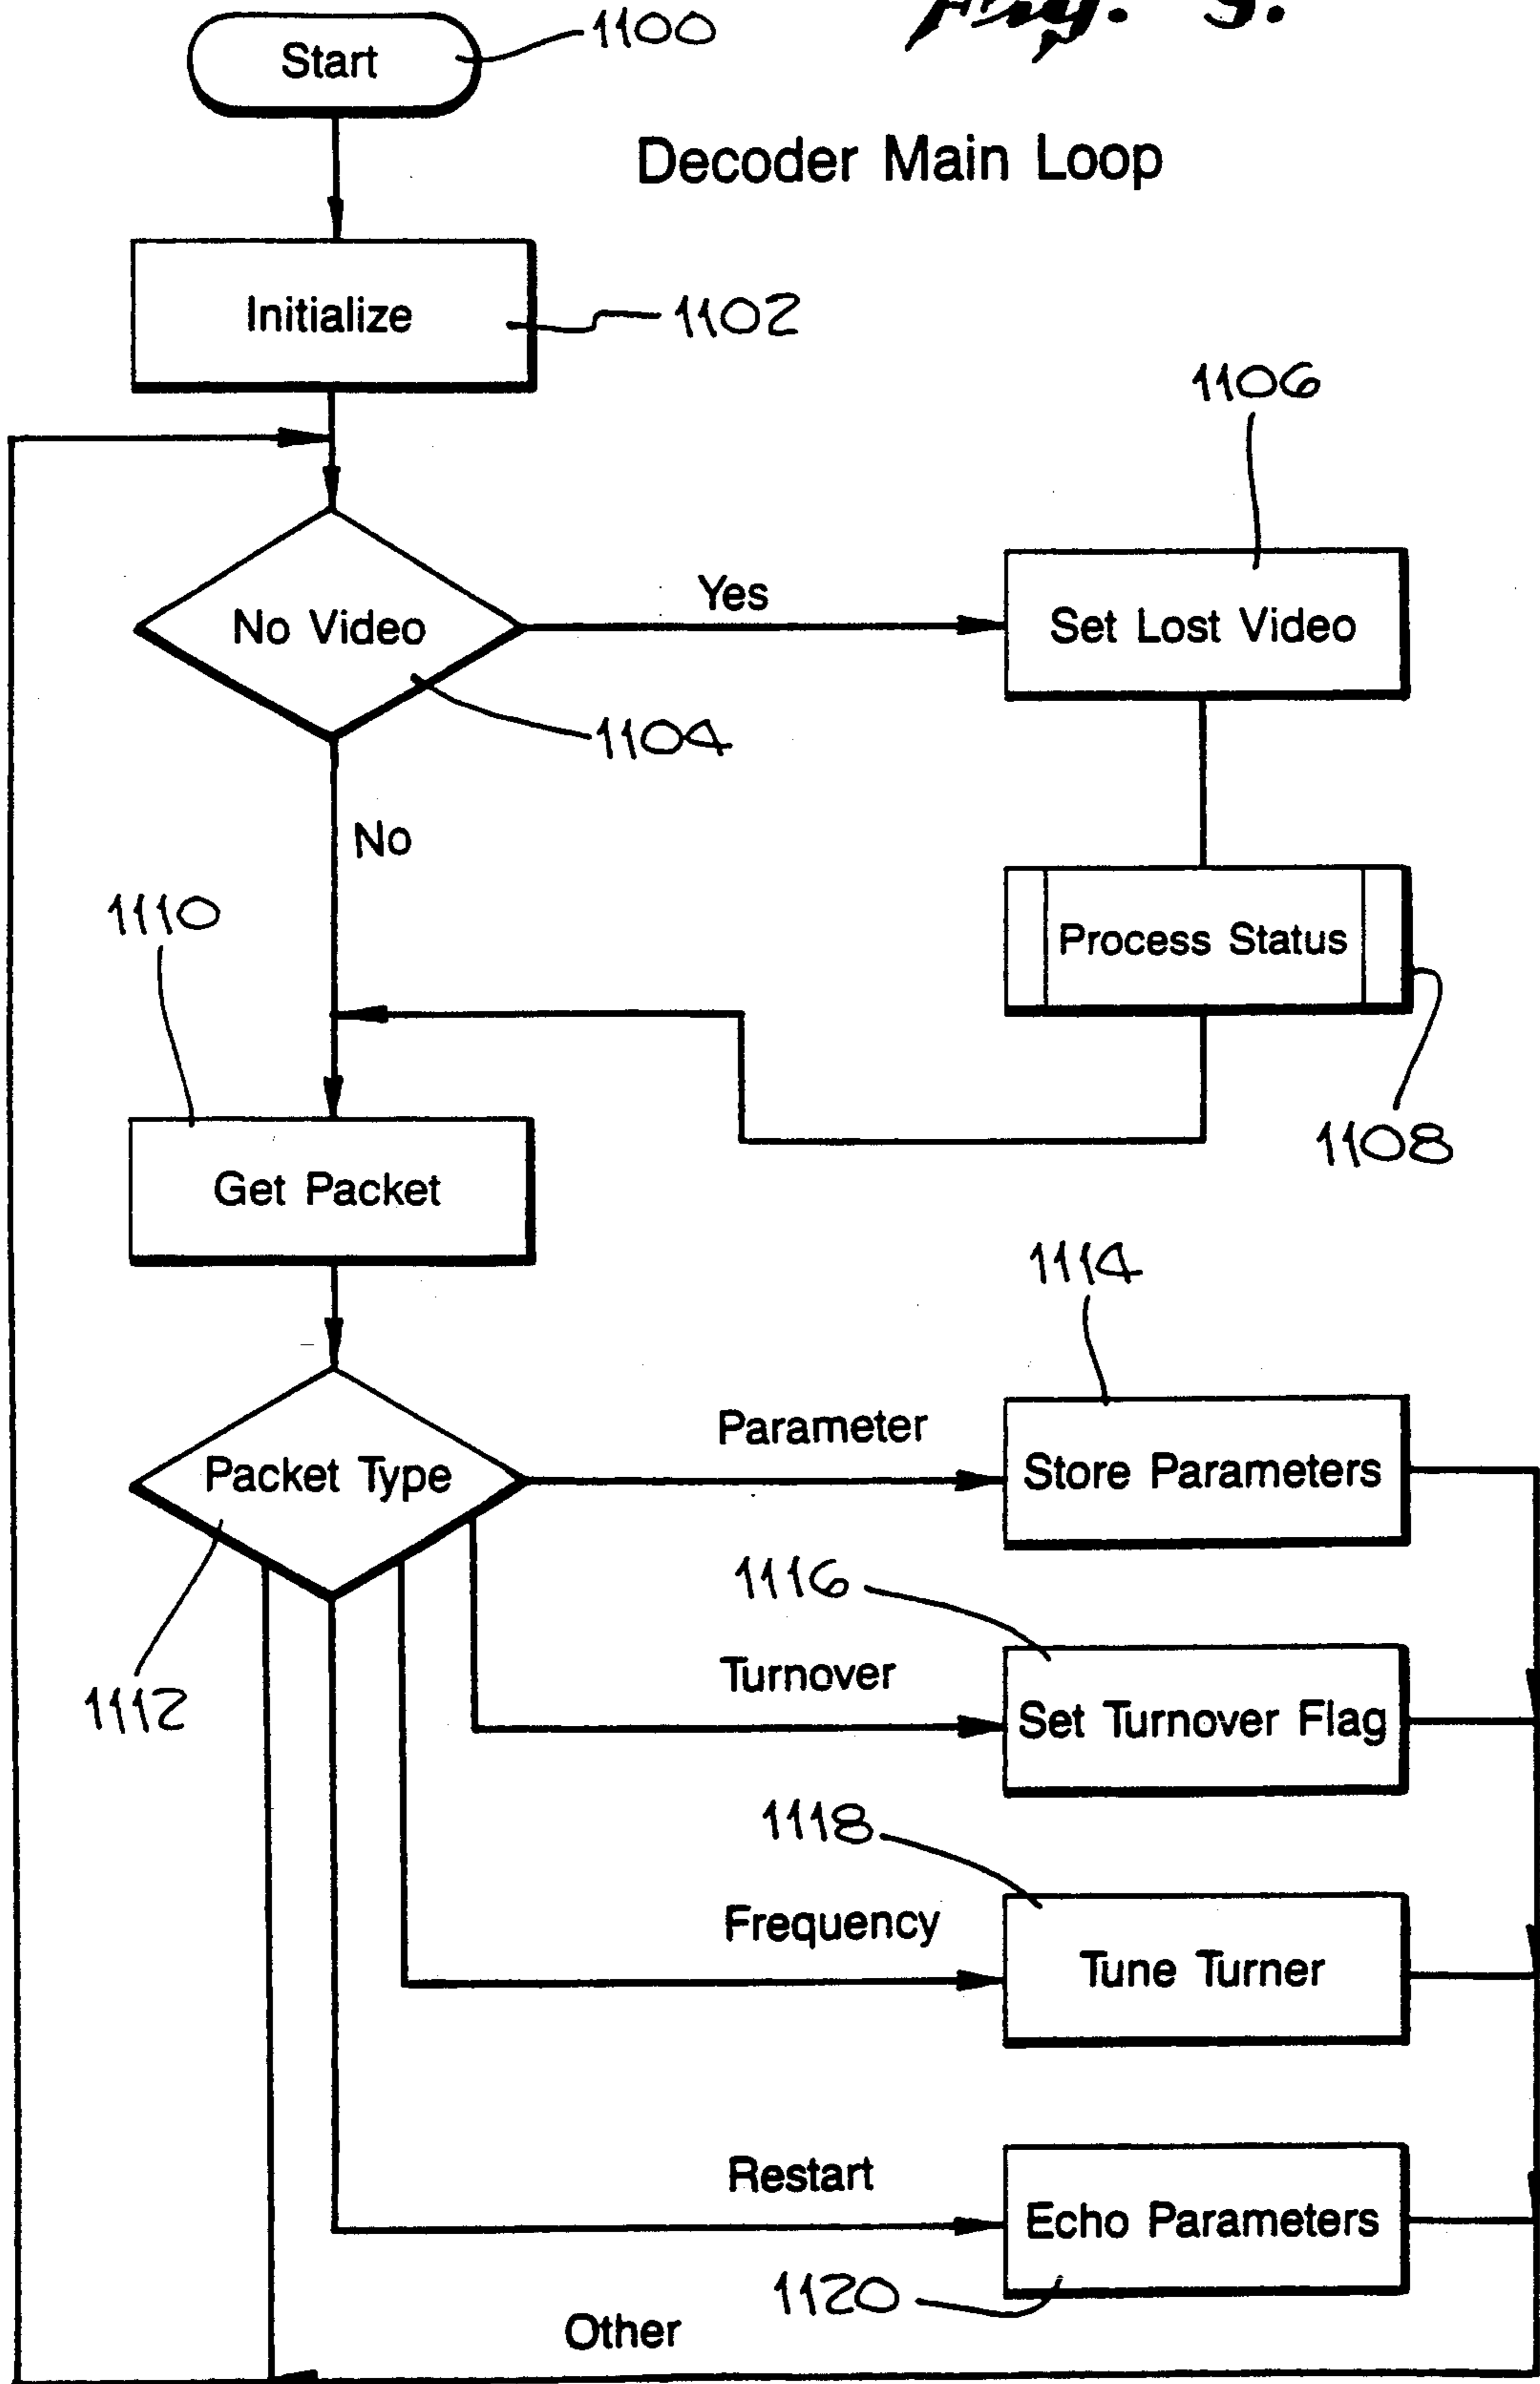 Fig. 9.
Start
1100
Decoder Main Loop
Initialize
1102
1106
No Video
Yes
Set Lost Video
1104
No
1110
Process Status
1108
Get Packet
1114
Packet Type
Parameter
Store Parameters
1112
1116
Turnover
Set Turnover Flag
1118
Frequency
Tune Turner
Restart
Echo Parameters
1120
Other